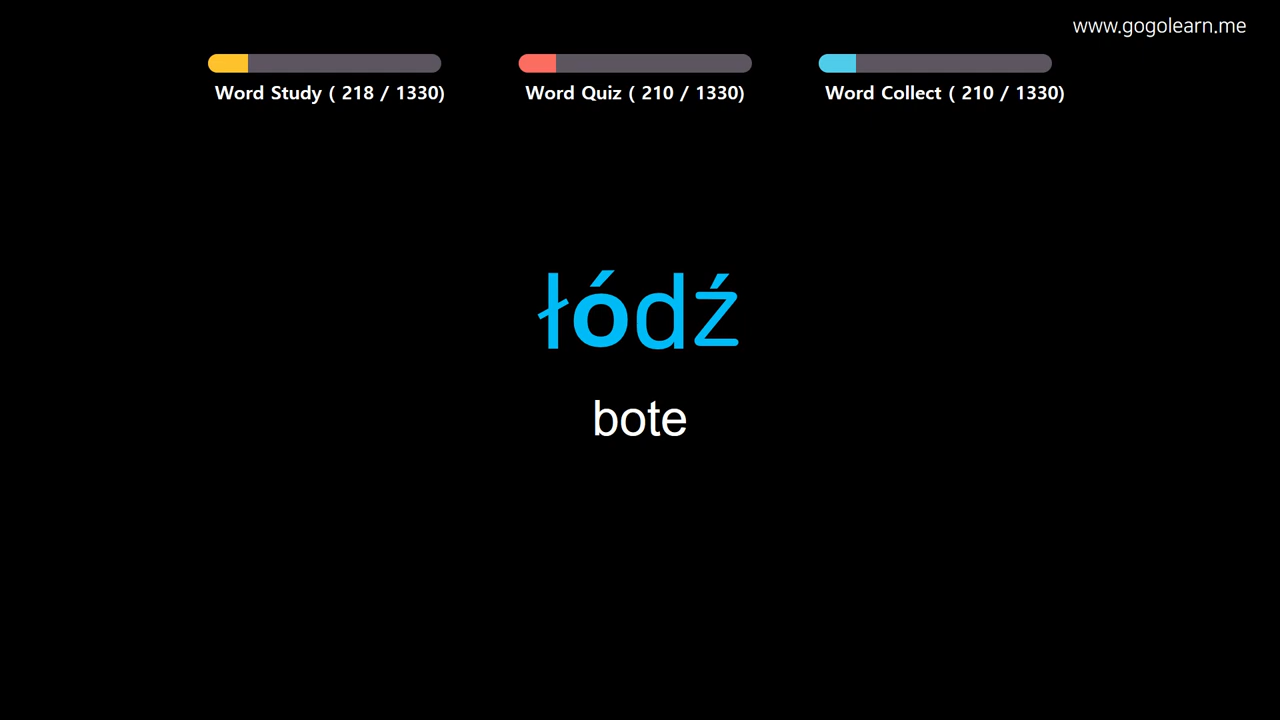 www.gogolearn.me
Word Study ( 218 / 1330)
Word Quiz ( 210 / 1330)
Word Collect ( 210 / 1330)
łódź
bote